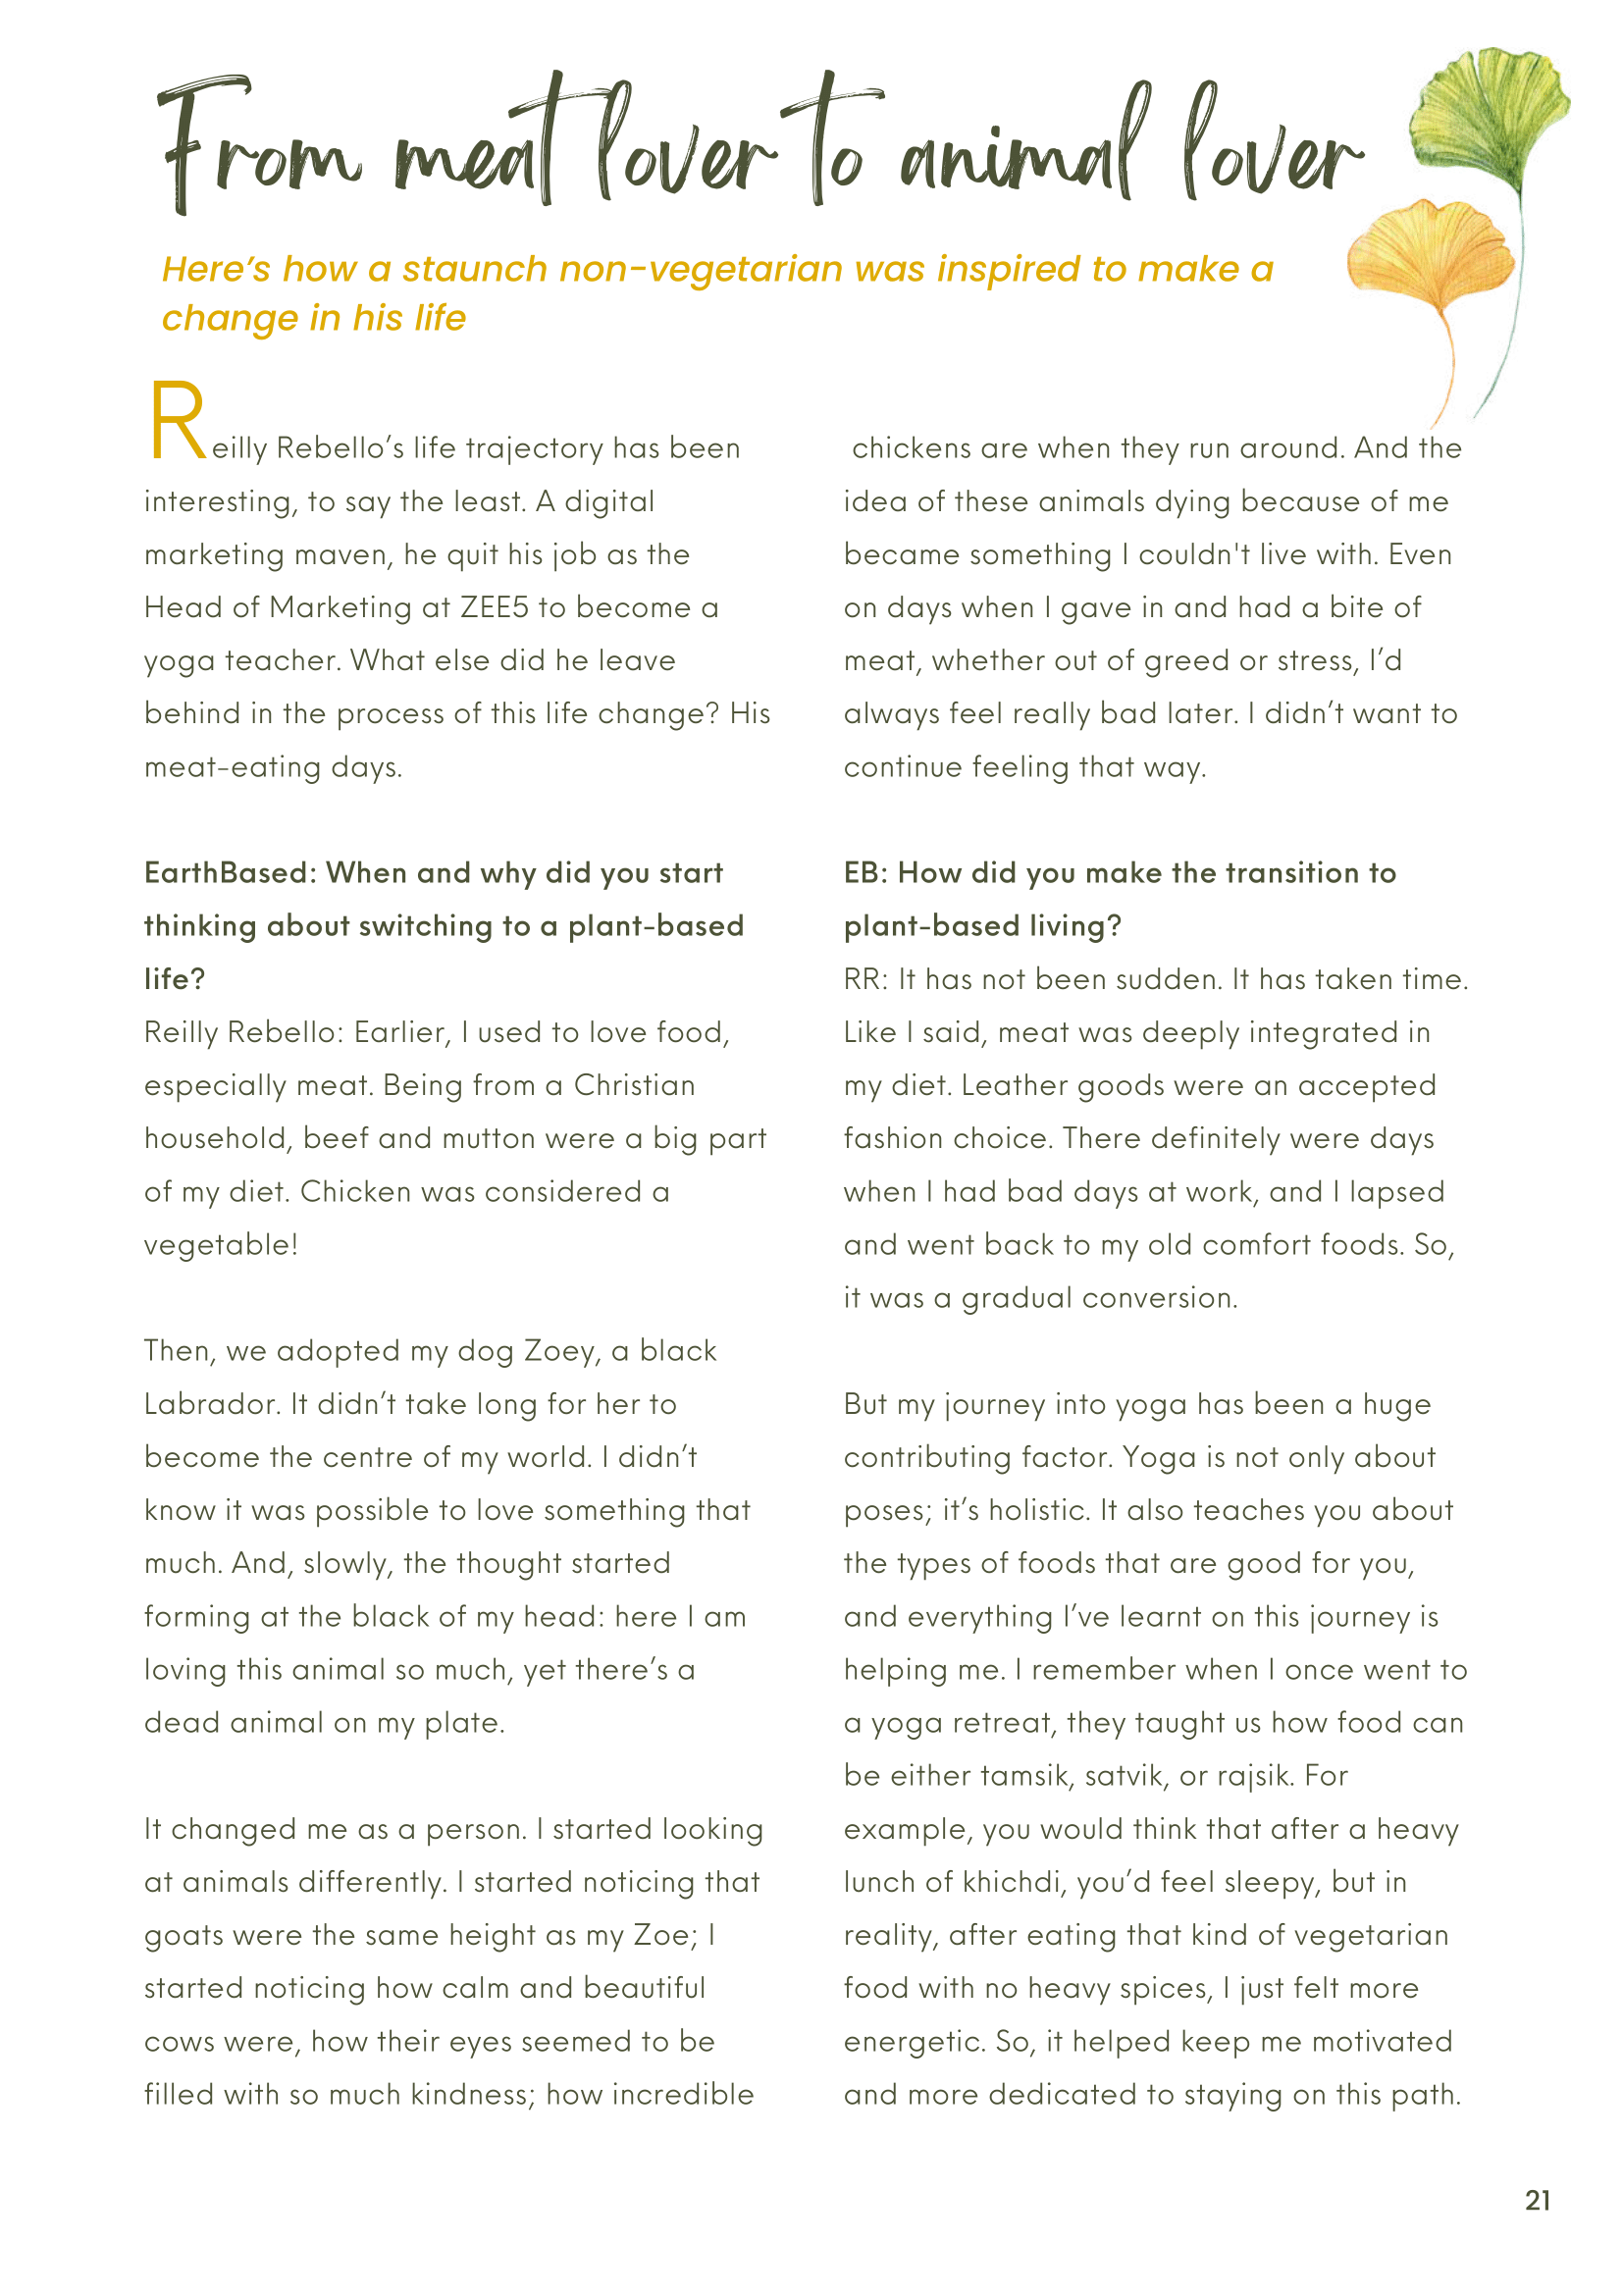 From meat lover to animal lover
Here's how a staunch non-vegetarian was inspired to make a
change in his life
Reilly Rebello's life trajectory has been
interesting, to say the least. A digital
marketing maven, he quit his job as the
Head of Marketing at ZEE5 to become a
yoga teacher. What else did he leave
behind in the process of this life change? His
meat-eating days.
EarthBased: When and why did you start
thinking about switching to a plant-based
life?
Reilly Rebello: Earlier, I used to love food,
especially meat. Being from a Christian
household, beef and mutton were a big part
of my diet. Chicken was considered a
vegetable!
Then, we adopted my dog Zoey, a black
Labrador. It didn't take long for her to
become the centre of my world. I didn't
know it was possible to love something that
much. And, slowly, the thought started
forming at the black of my head: here I am
loving this animal so much, yet there's a
dead animal on my plate.
It changed me as a person. I started looking
at animals differently. I started noticing that
goats were the same height as my Zoe; I
started noticing how calm and beautiful
cows were, how their eyes seemed to be
filled with so much kindness; how incredible
chickens are when they run around. And the
idea of these animals dying because of me
became something I couldn't live with. Even
on days when I gave in and had a bite of
meat, whether out of greed or stress, I'd
always feel really bad later. I didn't want to
continue feeling that way.
EB: How did you make the transition to
plant-based living?
RR: It has not been sudden. It has taken time.
Like I said, meat was deeply integrated in
my diet. Leather goods were an accepted
fashion choice. There definitely were days
when I had bad days at work, and I lapsed
and went back to my old comfort foods. So,
it was a gradual conversion.
But my journey into yoga has been a huge
contributing factor. Yoga is not only about
poses; it's holistic. It also teaches you about
the types of foods that are good for you,
and everything I've learnt on this journey is
helping me. I remember when I once went to
a yoga retreat, they taught us how food can
be either tamsik, satvik, or rajsik. For
example, you would think that after a heavy
lunch of khichdi, you'd feel sleepy, but in
reality, after eating that kind of vegetarian
food with no heavy spices, I just felt more
energetic. So, it helped keep me motivated
and more dedicated to staying on this path.
21